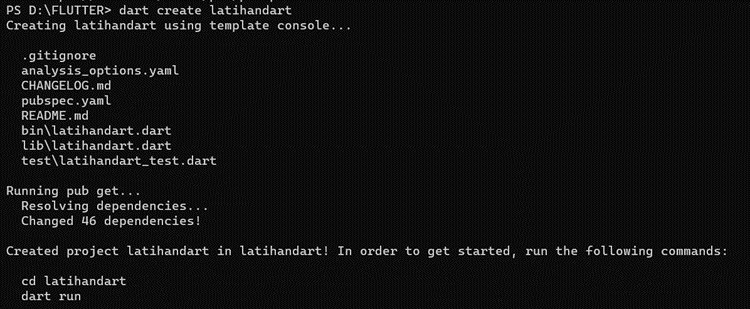 PS D:\FLUTTER> dart create latihandart
Creating latihandart using template console...
.gitignore
analysis_options.yaml
CHANGELOG.md
pubspec.yaml
README.md
bin\latihandart.dart
lib\latihandart.dart
test\latihandart_test.dart
Running pub get...
Resolving dependencies...
Changed 46 dependencies!
Created project latihandart in latihandart! In order to get started, run the following commands:
cd latihandart
dart run